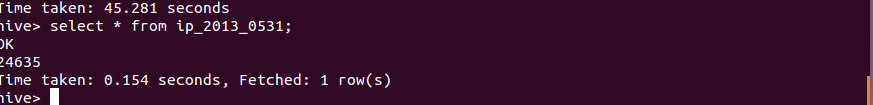 Time taken: 45.281 seconds
hive> select * from ip_2013_0531;
OK
24635
Time taken: 0.154 seconds, Fetched: 1 row(s)
hive>